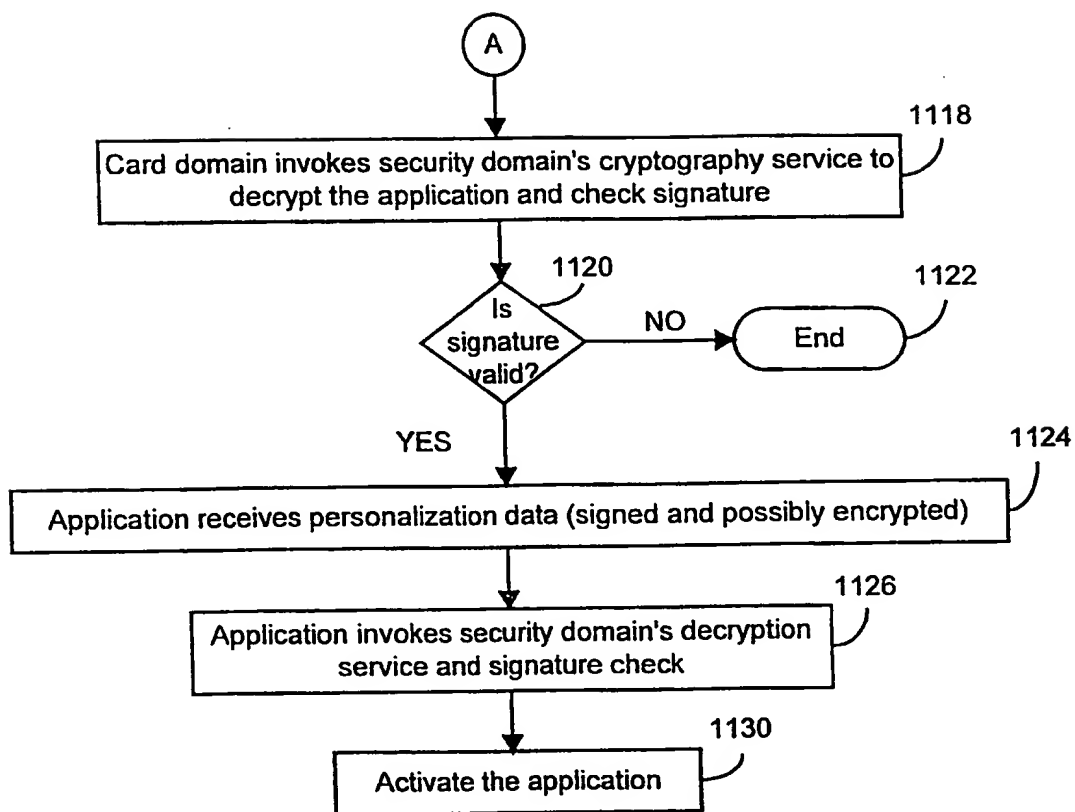 A
1118
Card domain invokes security domain's cryptography service to
decrypt the application and check signature
1120
Is
signature
valid?
NO
1122
End
YES
1124
Application receives personalization data (signed and possibly encrypted)
1126
Application invokes security domain's decryption
service and signature check
1130
Activate the application